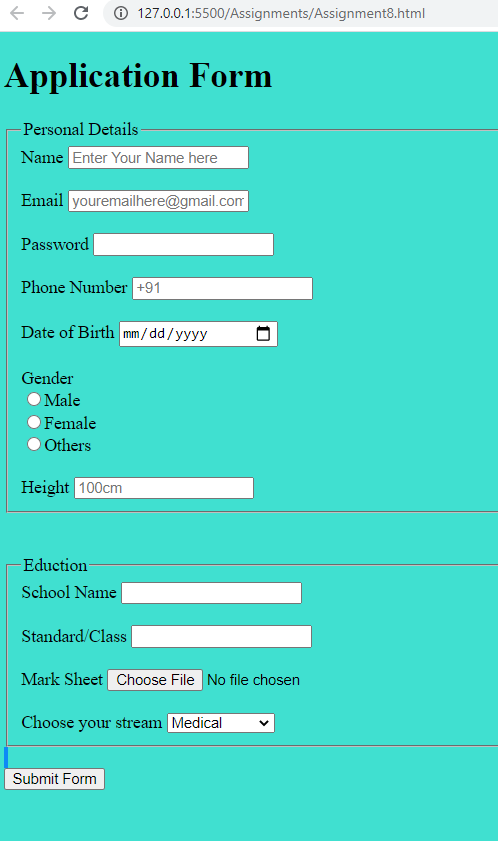 127.0.0.1:5500/Assignments/Assignment8.html
Application Form
Personal Details
Name Enter Your Name here
Email youremailhere@gmail.com
Password
Phone Number +91
Date of Birth mm/dd/yyyy
Gender
Male
Female
Others
Height 100cm
Eduction
School Name
Standard/Class
Mark Sheet Choose File No file chosen
Choose your stream Medical
Submit Form